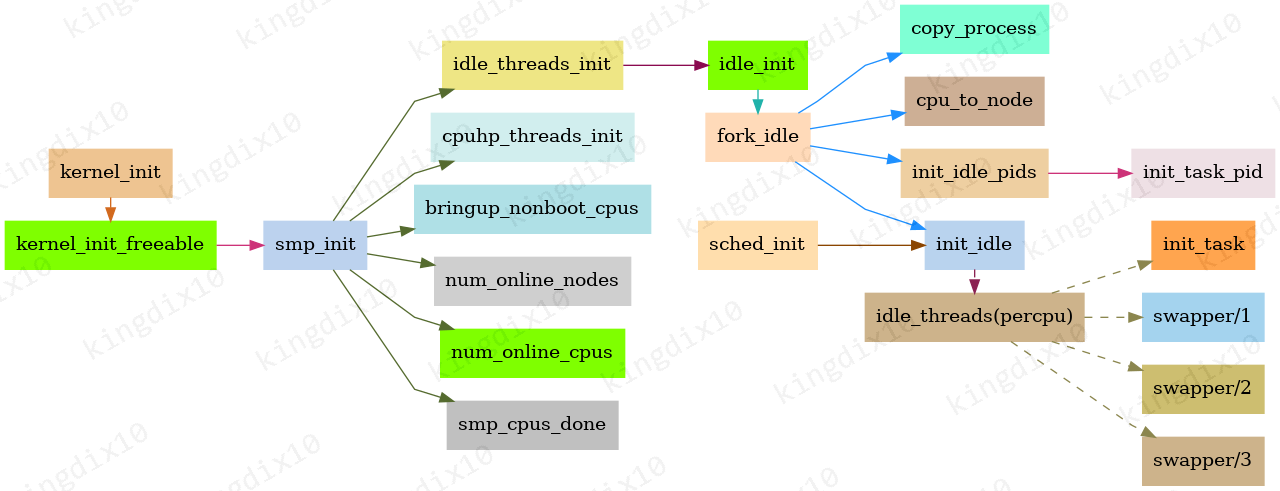 copy_process
idle_threads_init
idle_init
cpu_to_node
cpuhp_threads_init
fork_idle
kernel_init
init_idle_pids
init_task_pid
bringup_nonboot_cpus
kernel_init_freeable
smp_init
sched_init
init_idle
init_task
num_online_nodes
idle_threads(percpu)
swapper/1
num_online_cpus
swapper/2
smp_cpus_done
swapper/3
kingdix10